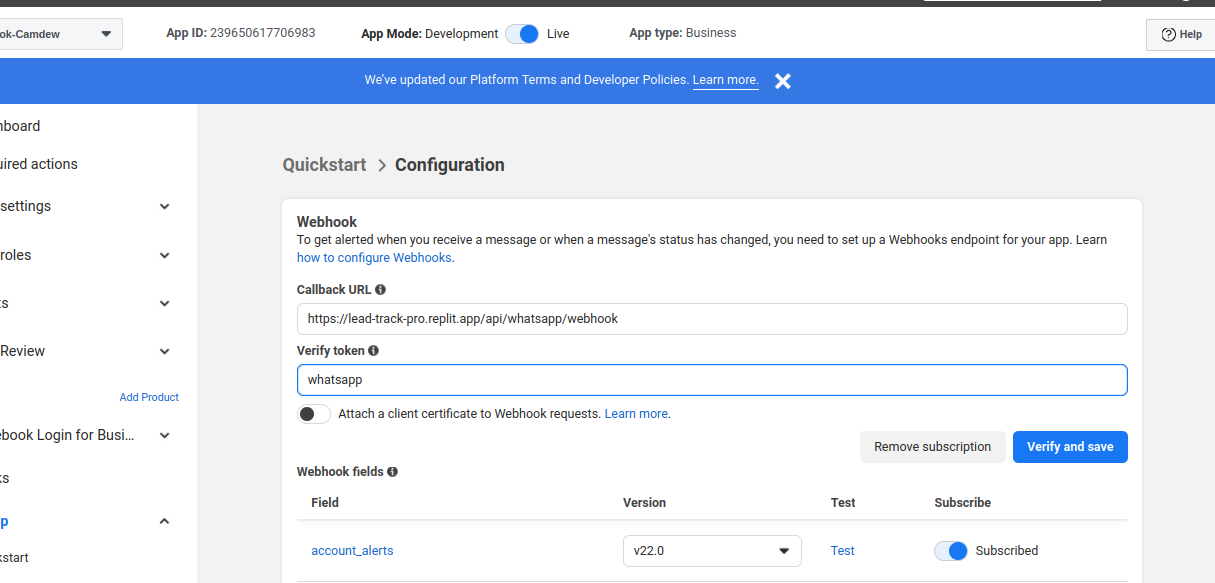 ok-Camdew
App ID: 239650617706983
App Mode: Development Live
App type: Business
Help
We've updated our Platform Terms and Developer Policies. Learn more.
board
ired actions
settings
roles
ts
Review
Add Product
ebook Login for Busi...
ks
p
kstart
Quickstart > Configuration
Webhook
To get alerted when you receive a message or when a message's status has changed, you need to set up a Webhooks endpoint for your app. Learn
how to configure Webhooks.
Callback URL
https://lead-track-pro.replit.app/api/whatsapp/webhook
Verify token
whatsapp
Attach a client certificate to Webhook requests. Learn more.
Remove subscription Verify and save
Webhook fields
Field Version Test Subscribe
account_alerts v22.0 Test Subscribed